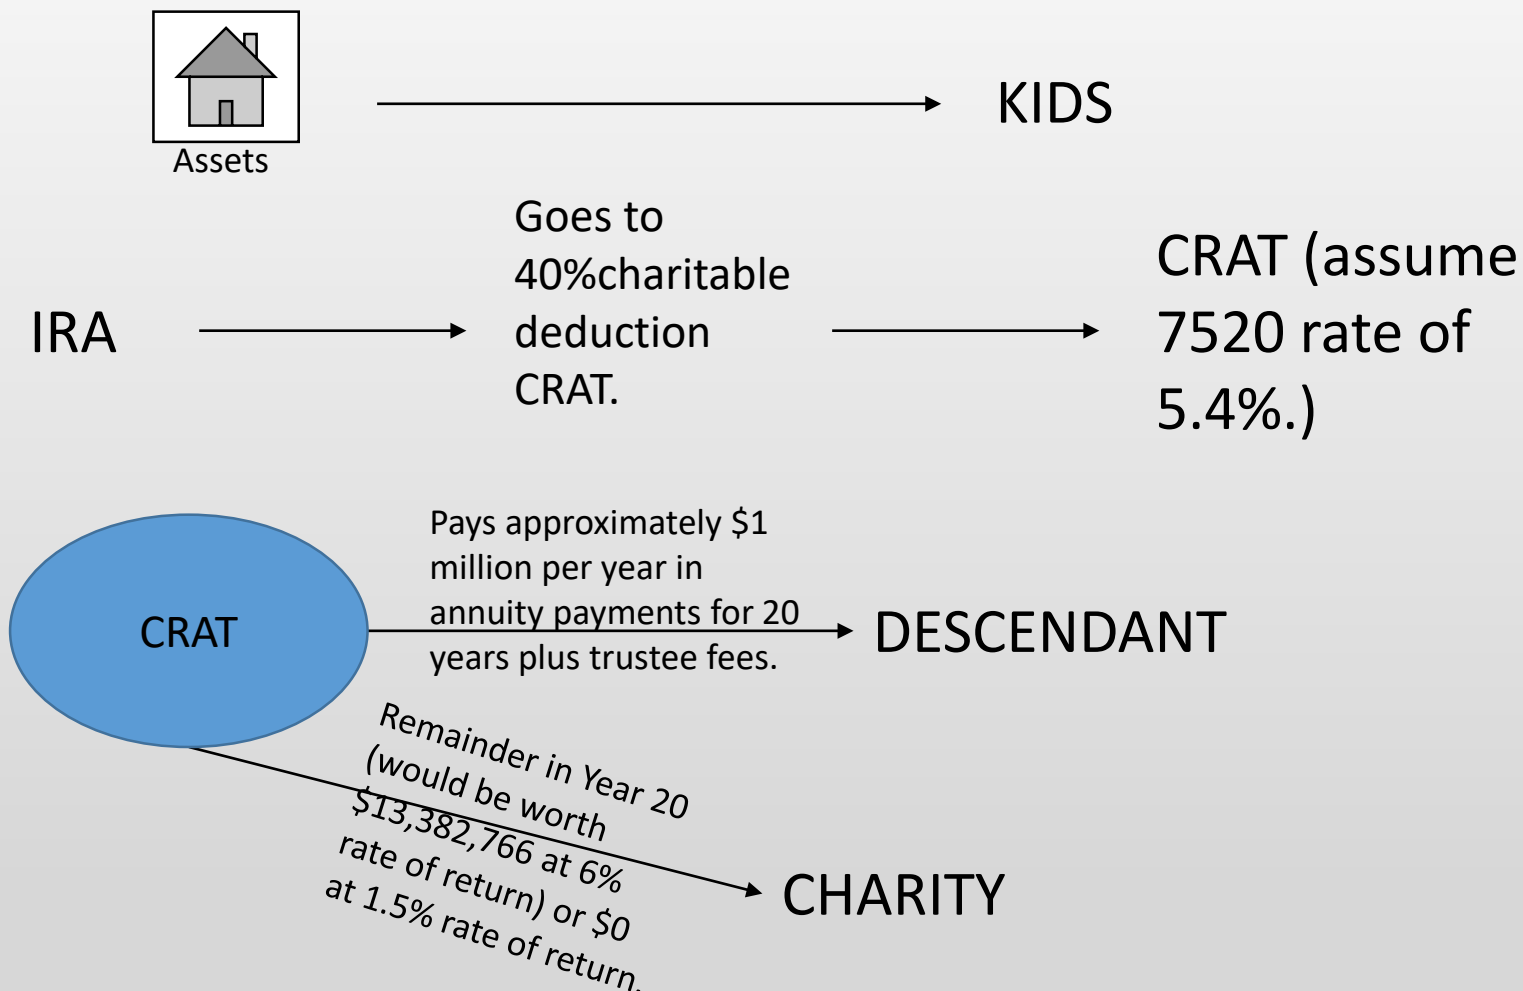 Assets
KIDS
IRA
Goes to
40%charitable
deduction
CRAT.
CRAT (assume
7520 rate of
5.4%.)
CRAT
Pays approximately $1
million per year in
annuity payments for 20
years plus trustee fees.
DESCENDANT
Remainder in Year 20
(would be worth
$13,382,766 at 6%
rate of return) or $0
at 1.5% rate of return.
CHARITY